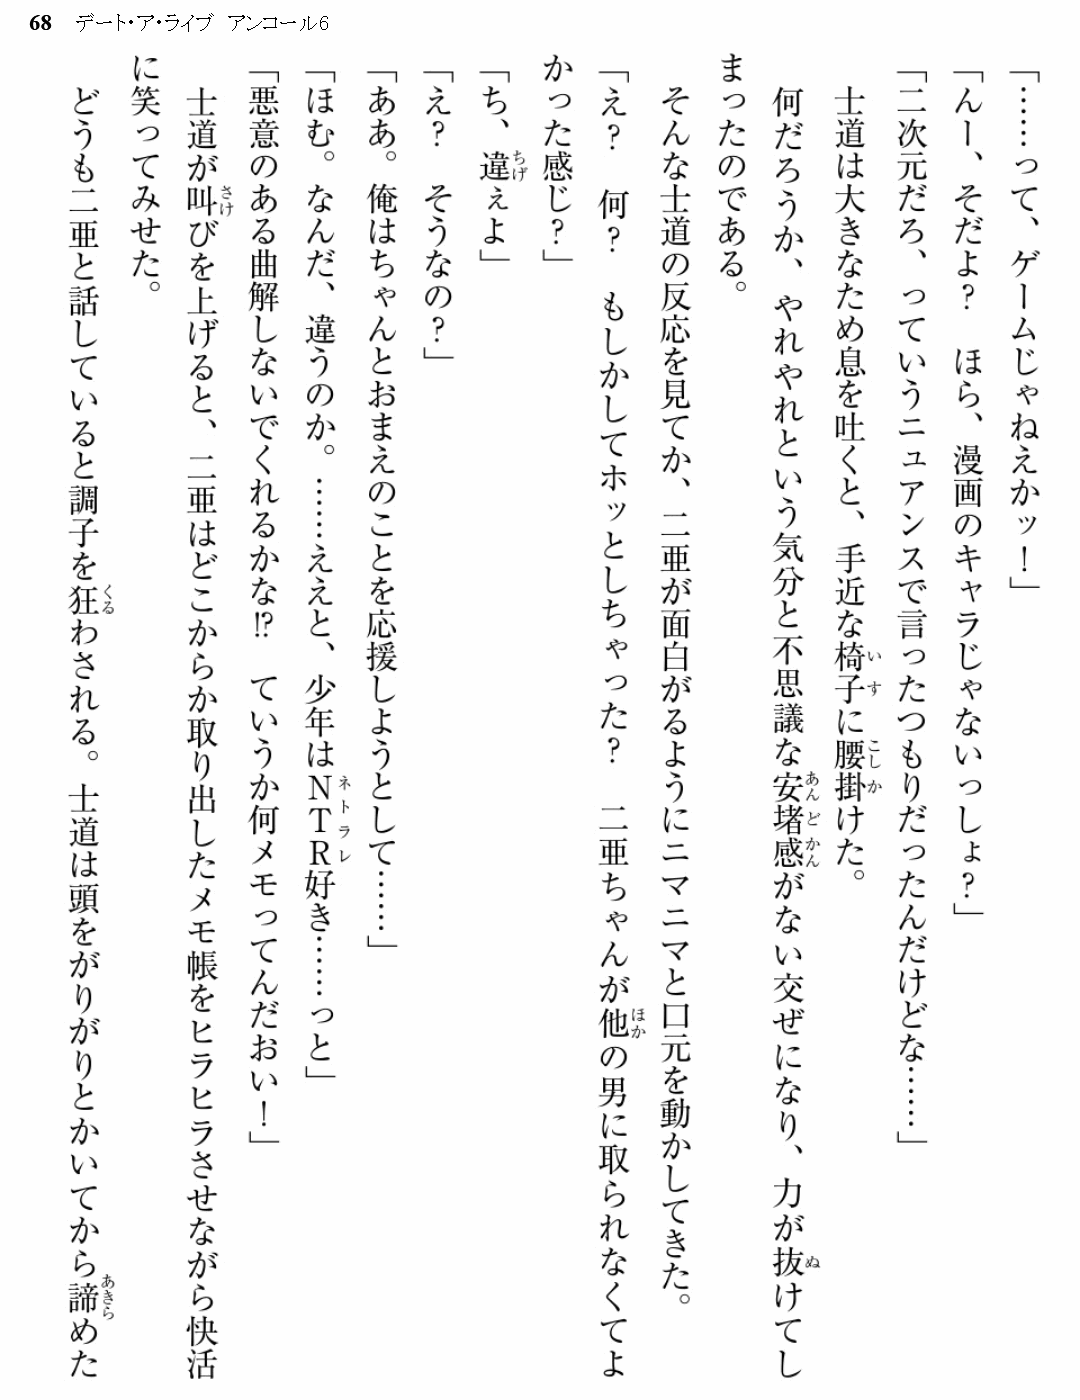 68 デート・ア・ライブ アンコール6
「……って、ゲームじゃねえかッ！」
「んー、そだよ？　ほら、漫画のキャラじゃないっしょ？」
「二次元だろ、っていうニュアンスで言ったつもりだったんだけどな……」
　士道は大きなため息を吐くと、手近な椅子に腰掛けた。
　何だろうか、やれやれという気分と不思議な安堵感がない交ぜになり、力が抜けてし
まったのである。
　そんな士道の反応を見てか、二亜が面白がるようにニマニマと口元を動かしてきた。
「え？　何？　もしかしてホッとしちゃった？　二亜ちゃんが他の男に取られなくてよ
かった感じ？」
「ち、違ぇよ」
「え？　そうなの？」
「ああ。俺はちゃんとおまえのことを応援しようとして……」
「ほむ。なんだ、違うのか。……ええと、少年はＮＴＲ好き……っと」
「悪意のある曲解しないでくれるかな!?　ていうか何メモってんだおい！」
　士道が叫びを上げると、二亜はどこからか取り出したメモ帳をヒラヒラさせながら快活
に笑ってみせた。
　どうも二亜と話していると調子を狂わされる。士道は頭をがりがりとかいてから諦めた